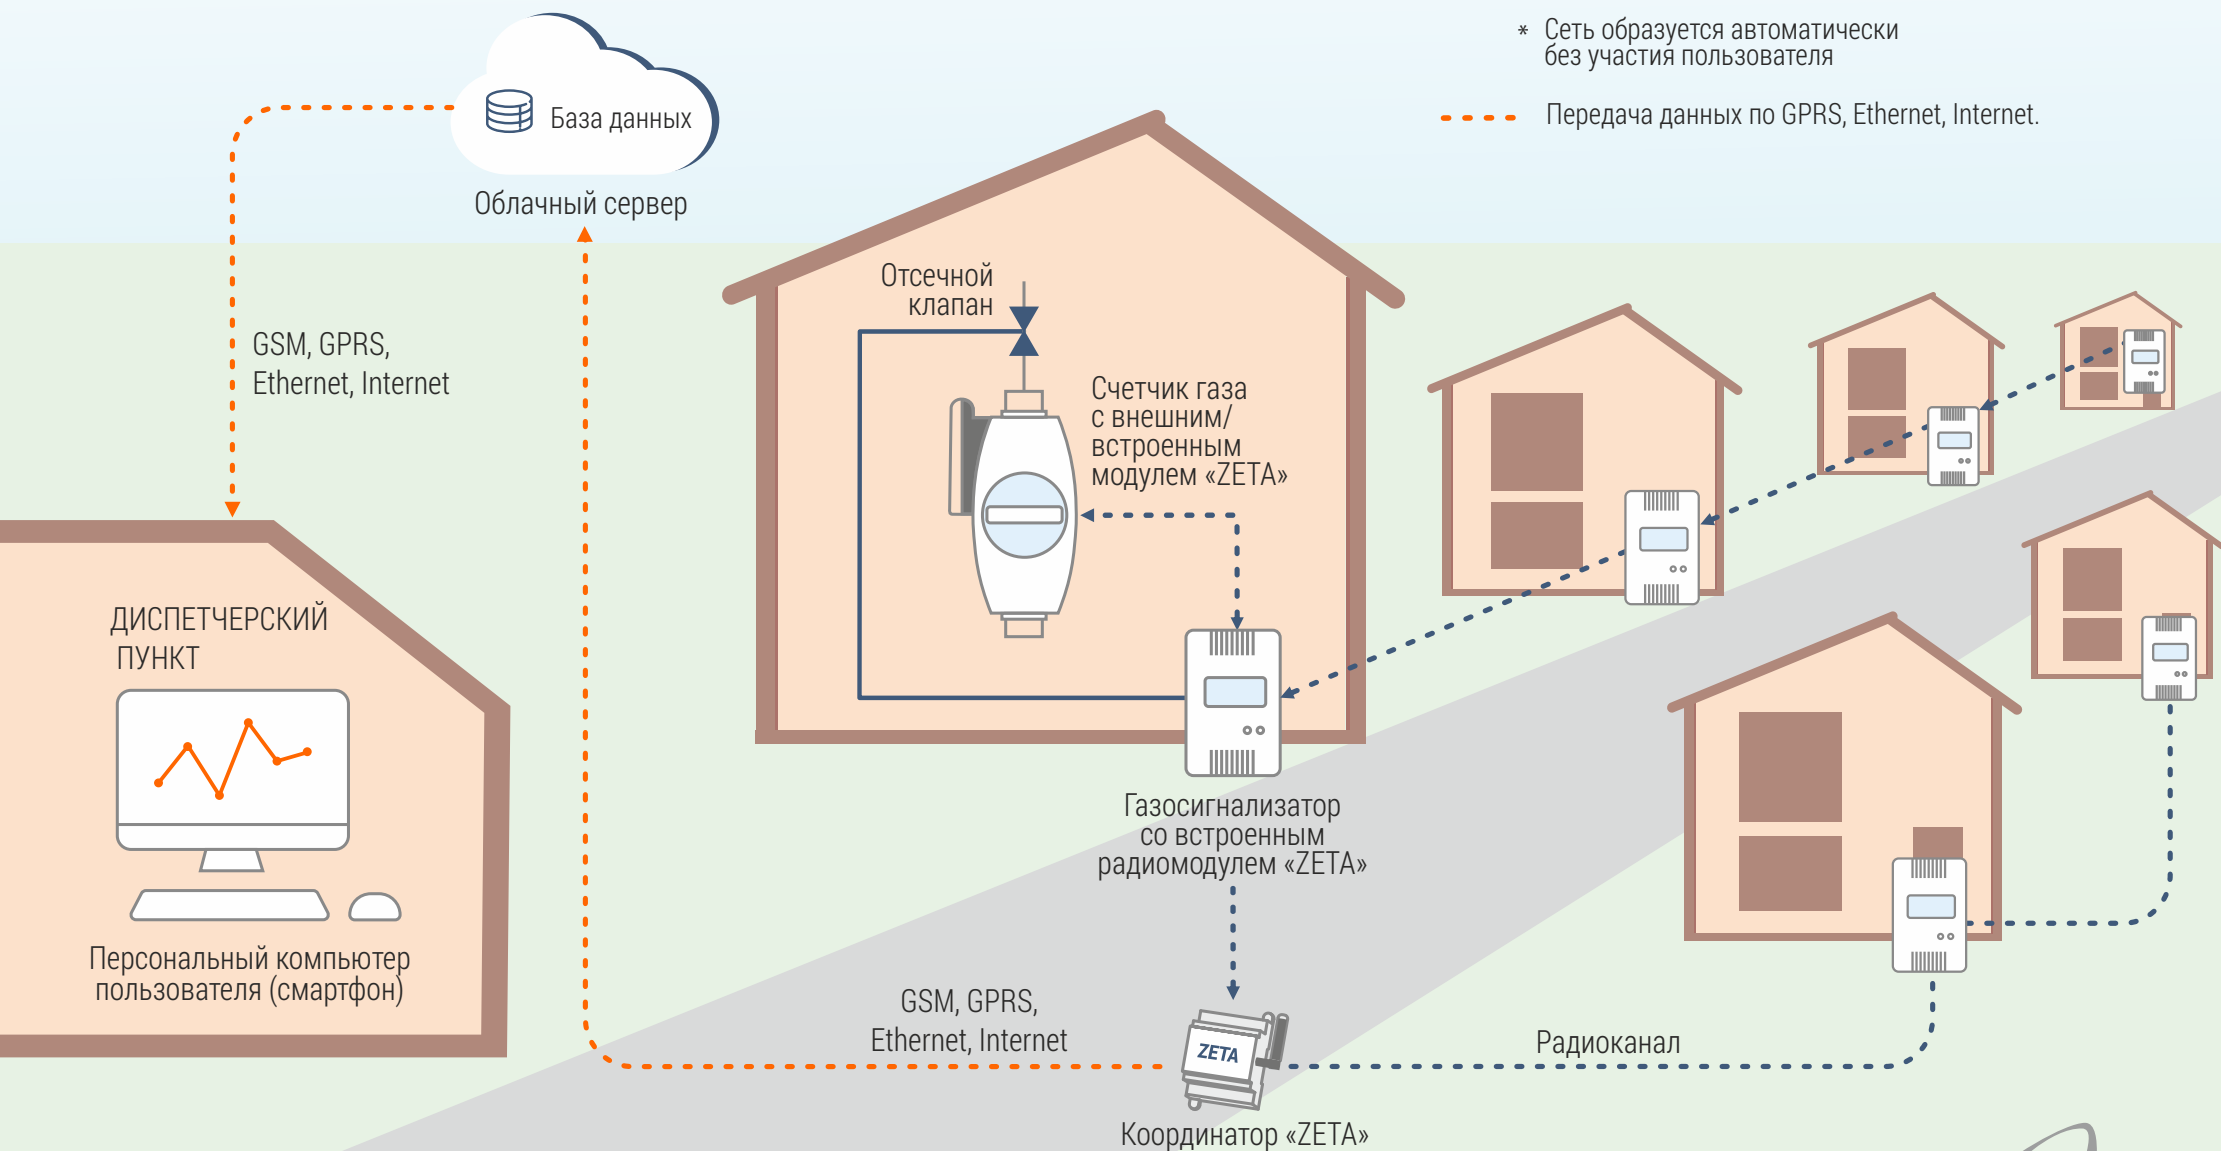 * Сеть образуется автоматически
без участия пользователя
Передача данных по GPRS, Ethernet, Internet.
База данных
Облачный сервер
GSM, GPRS,
Ethernet, Internet
Отсечной
клапан
Счетчик газа
с внешним/
встроенным
модулем «ZETA»
ДИСПЕТЧЕРСКИЙ
ПУНКТ
Персональный компьютер
пользователя (смартфон)
Газосигнализатор
со встроенным
радиомодулем «ZETA»
GSM, GPRS,
Ethernet, Internet
ZETA
Радиоканал
Координатор «ZETA»